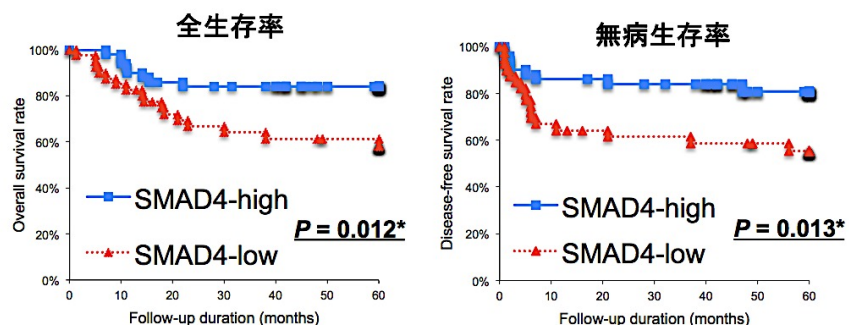 全生存率
100%
80%
60%
40%
20%
0%
Overall survival rate
SMAD4-high
P = 0.012*
SMAD4-low
0 10 20 30 40 50 60
Follow-up duration (months)
無病生存率
100%
80%
60%
40%
20%
0%
Disease-free survival rate
SMAD4-high
P = 0.013*
SMAD4-low
0 10 20 30 40 50 60
Follow-up duration (months)